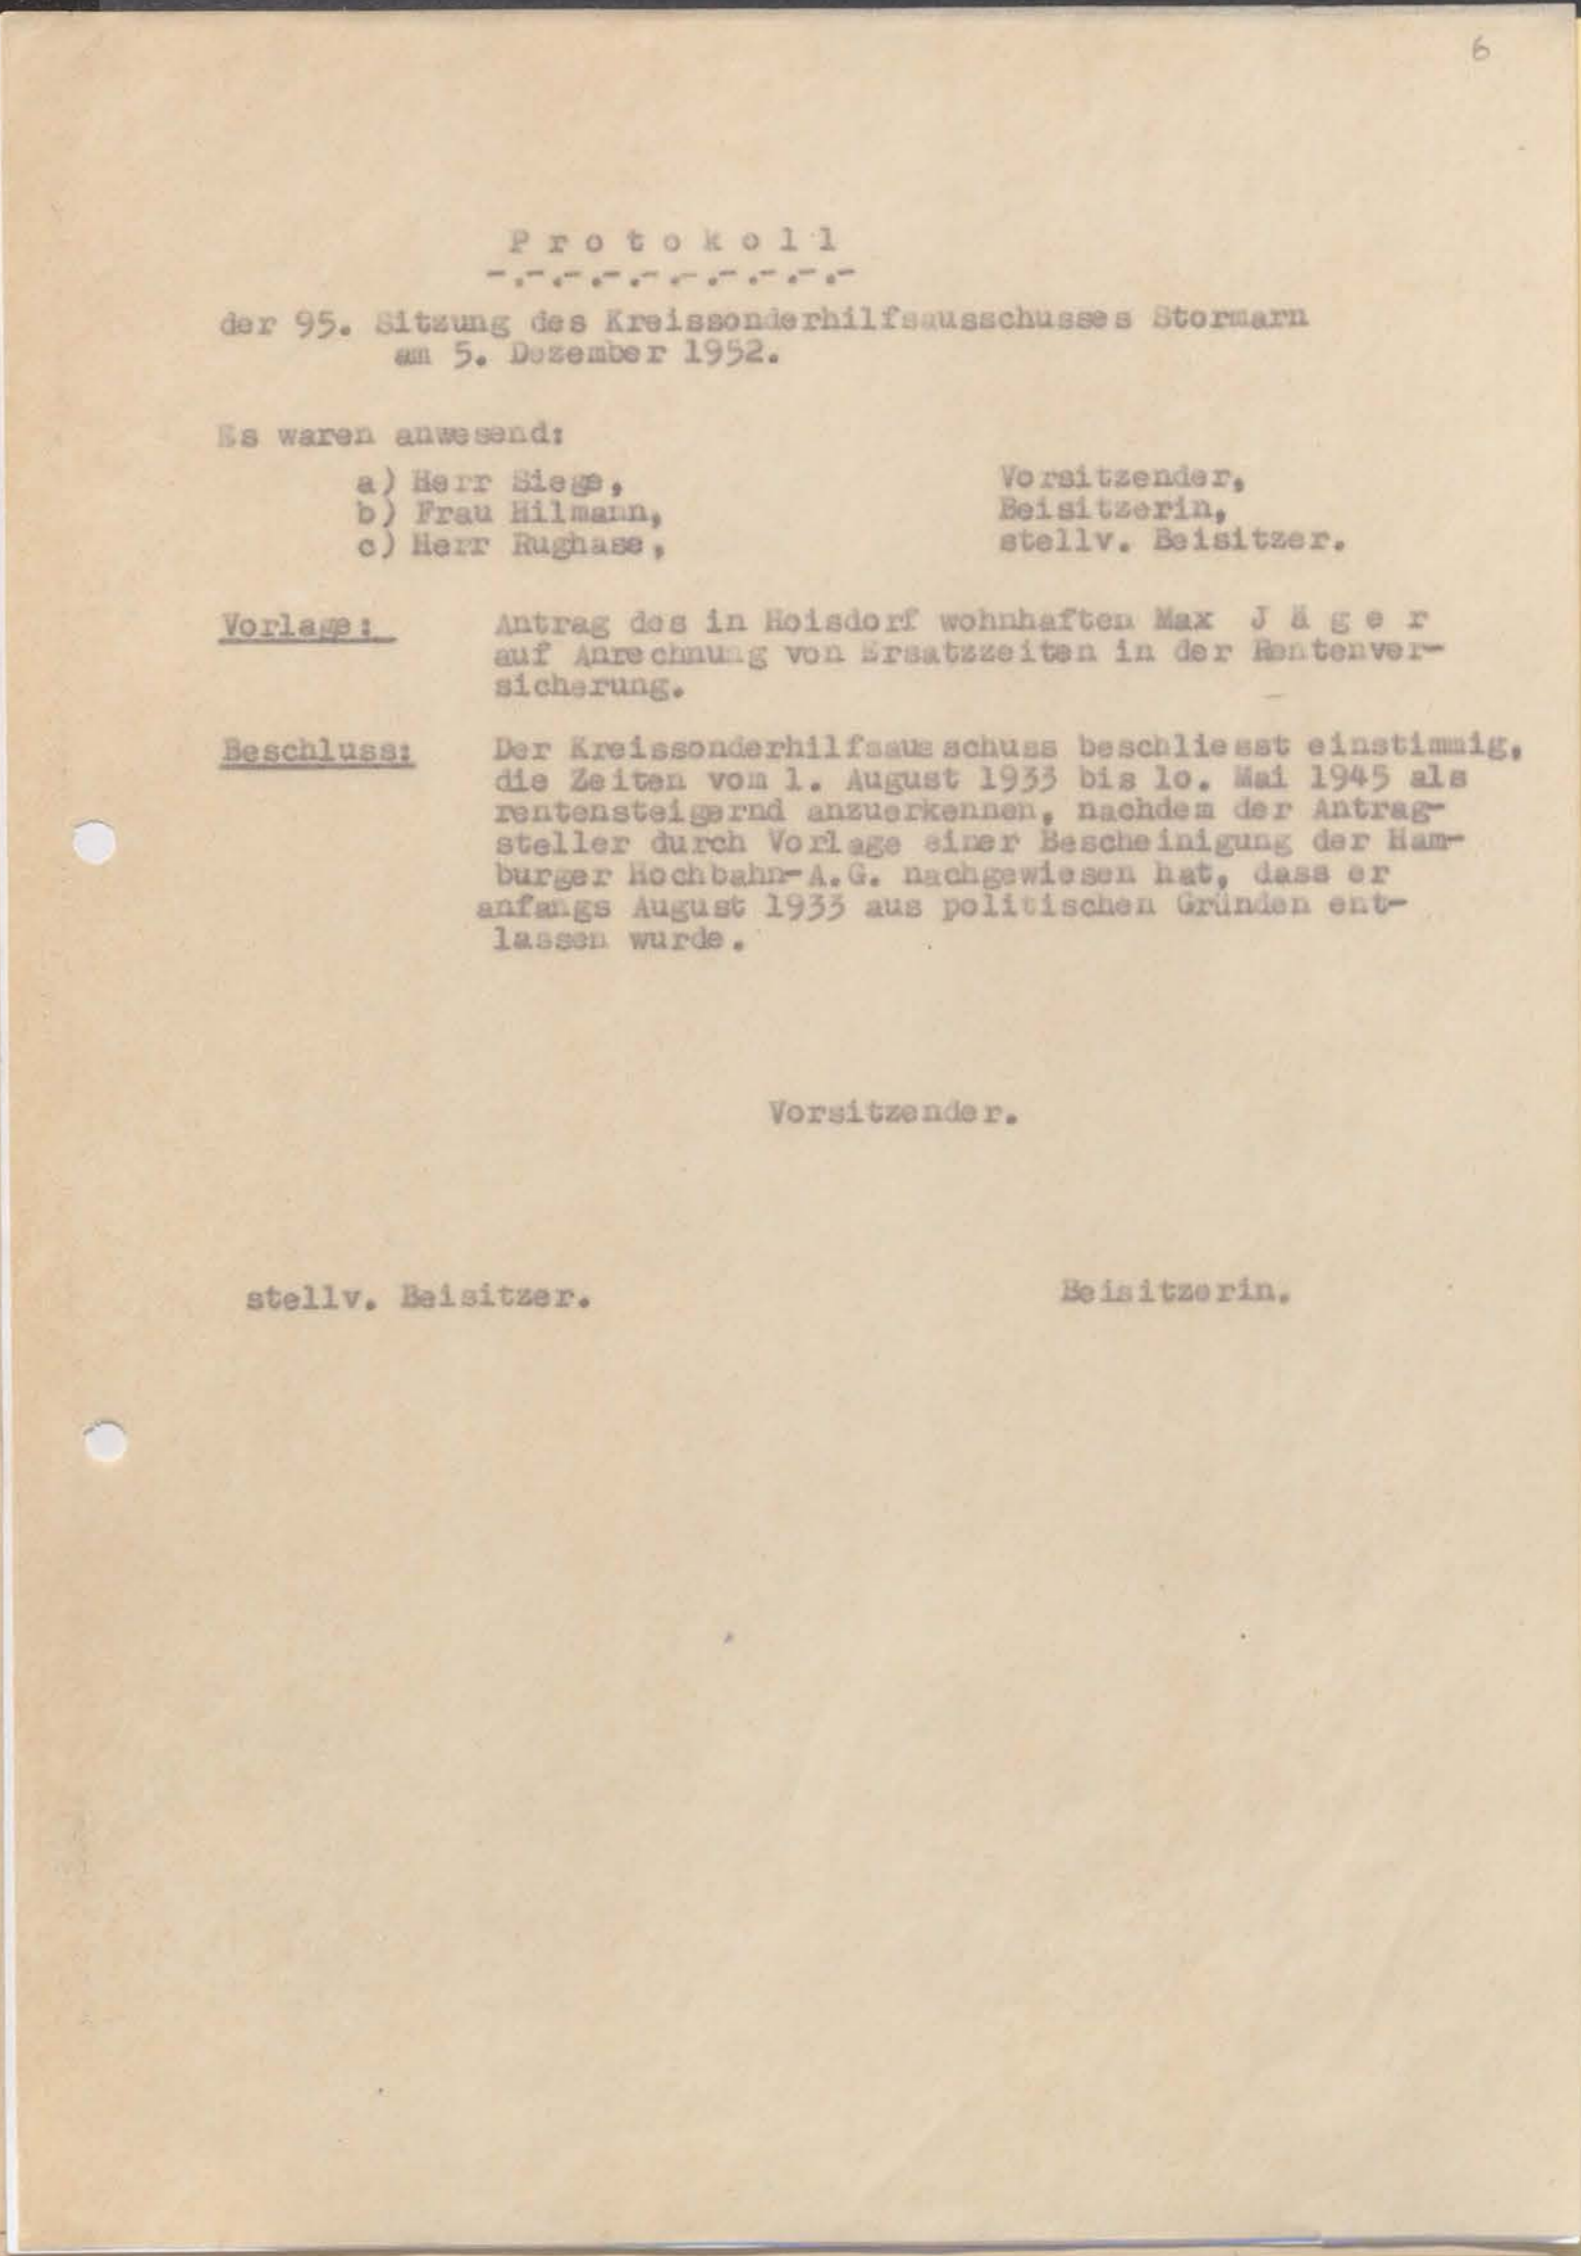 6
P r o t o k o l l
-.-.-.-.-.-.-.-.-.-
der 95. Sitzung des Kreissonderhilfsausschusses Stormarn
am 5. Dezember 1952.
Es waren anwesend:
a) Herr Siege, Vorsitzender,
b) Frau Hilmann, Beisitzerin,
c) Herr Rughase, stellv. Beisitzer.
Vorlage: Antrag des in Hoisdorf wohnhaften Max J ä g e r
auf Anrechnung von Ersatzzeiten in der Rentenver-
sicherung.
Beschluss: Der Kreissonderhilfsausschuss beschliesst einstimmig,
die Zeiten vom 1. August 1933 bis lo. Mai 1945 als
rentensteigernd anzuerkennen, nachdem der Antrag-
steller durch Vorlage einer Bescheinigung der Ham-
burger Hochbahn-A.G. nachgewiesen hat, dass er
anfangs August 1933 aus politischen Gründen ent-
lassen wurde.
Vorsitzender.
stellv. Beisitzer. Beisitzerin.